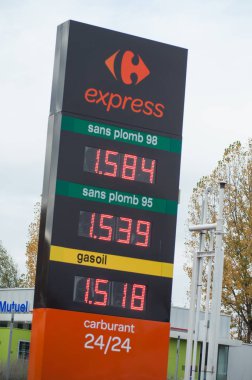 express
sans plomb 98
1.584
sans plomb 95
1.539
gasoil
1.518
carburant
24/24
Mutuel